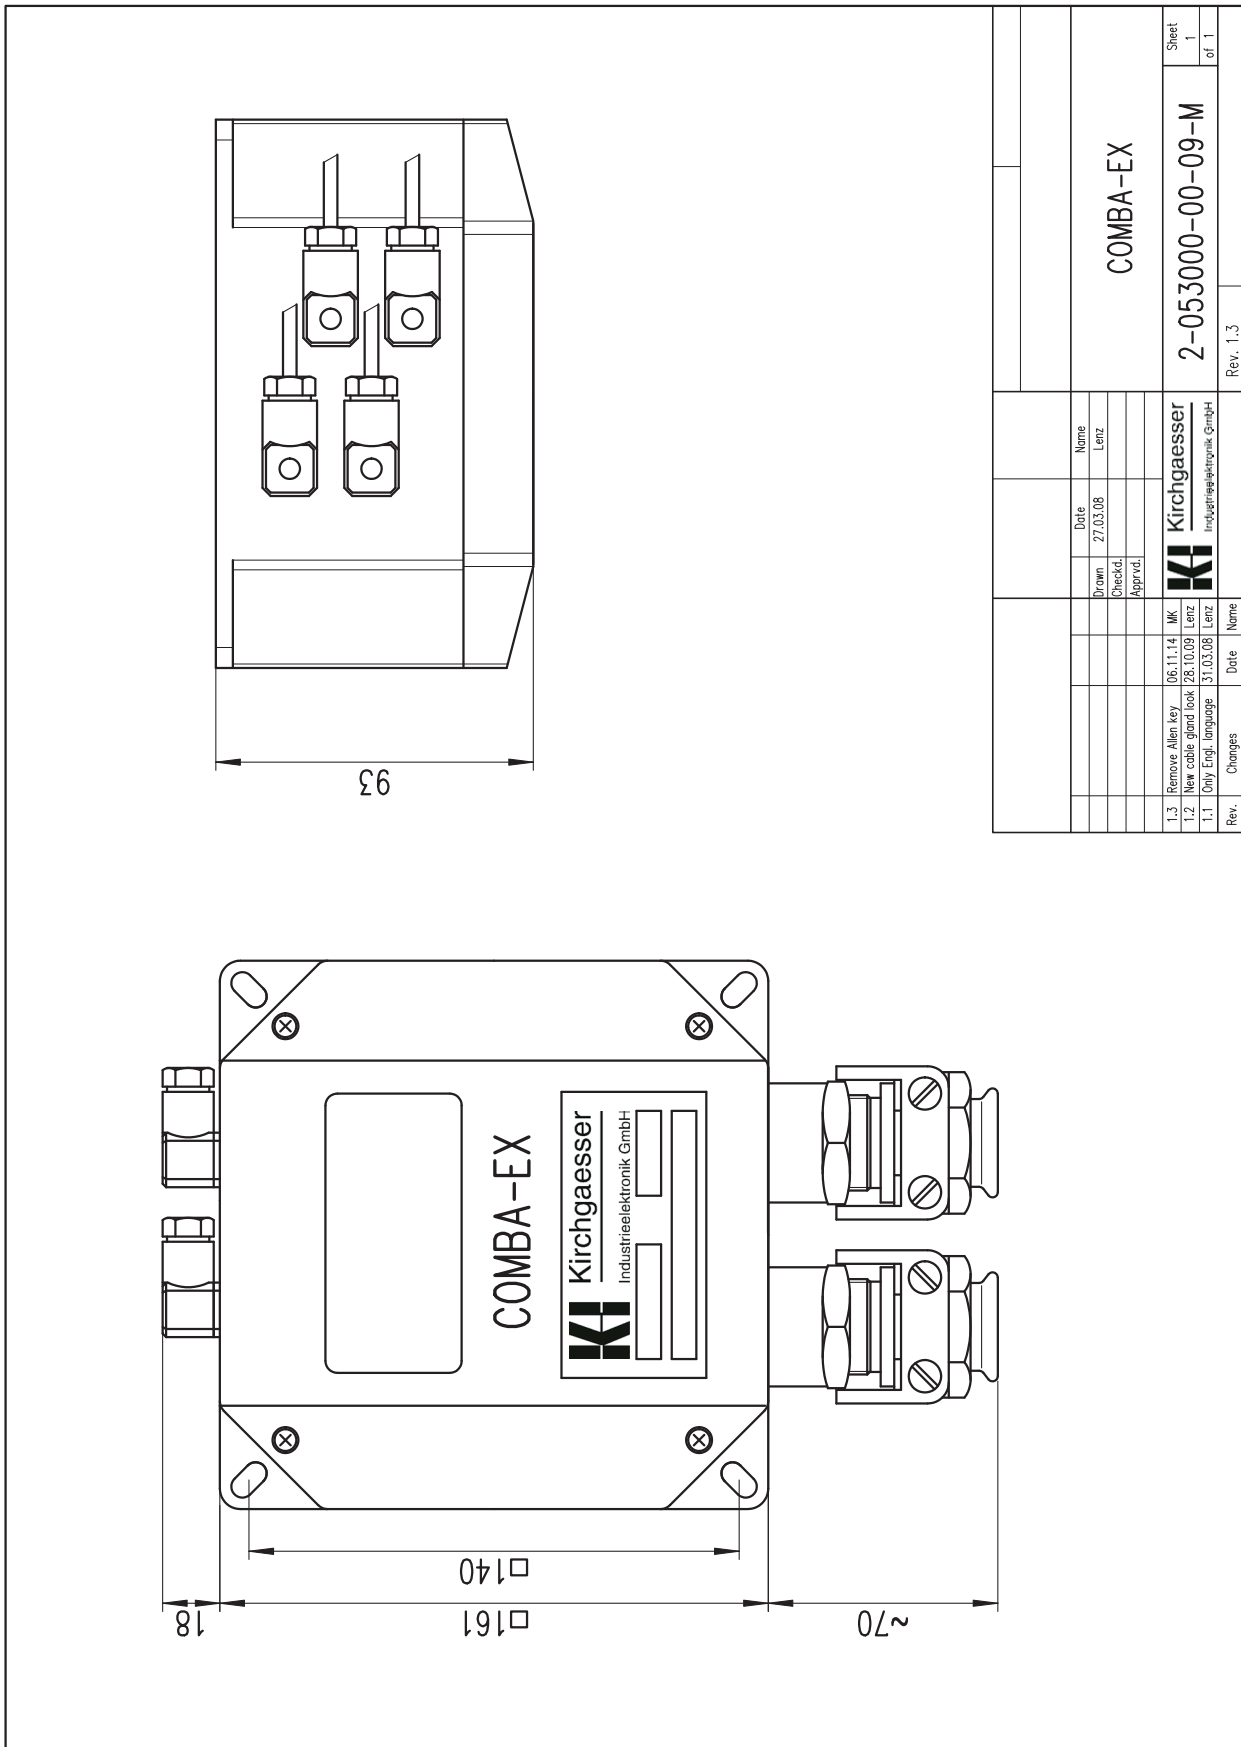 93
18
□161
□140
~70
COMBA-EX
Kirchgaesser
Industrieelektronik GmbH
Date
Name
Drawn
27.03.08
Lenz
Checkd.
Apprvd.
COMBA-EX
1.3
Remove Allen key
06.11.14
MK
1.2
New cable gland look
28.10.09
Lenz
1.1
Only Engl. language
31.03.08
Lenz
Rev.
Changes
Date
Name
Kirchgaesser
Industrieelektronik GmbH
2-053000-00-09-M
Sheet
1
of 1
Rev. 1.3